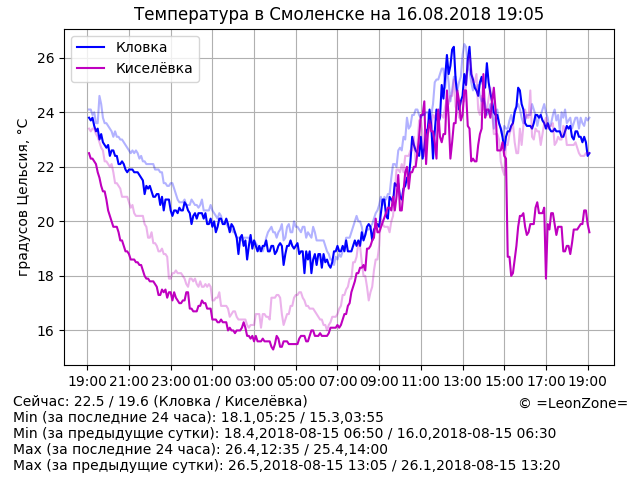 Температура в Смоленске на 16.08.2018 19:05
Кловка
Киселёвка
градусов Цельсия, °C
26
24
22
20
18
16
19:00 21:00 23:00 01:00 03:00 05:00 07:00 09:00 11:00 13:00 15:00 17:00 19:00
Сейчас: 22.5 / 19.6 (Кловка / Киселёвка)
© =LeonZone=
Min (за последние 24 часа): 18.1,05:25 / 15.3,03:55
Min (за предыдущие сутки): 18.4,2018-08-15 06:50 / 16.0,2018-08-15 06:30
Max (за последние 24 часа): 26.4,12:35 / 25.4,14:00
Max (за предыдущие сутки): 26.5,2018-08-15 13:05 / 26.1,2018-08-15 13:20